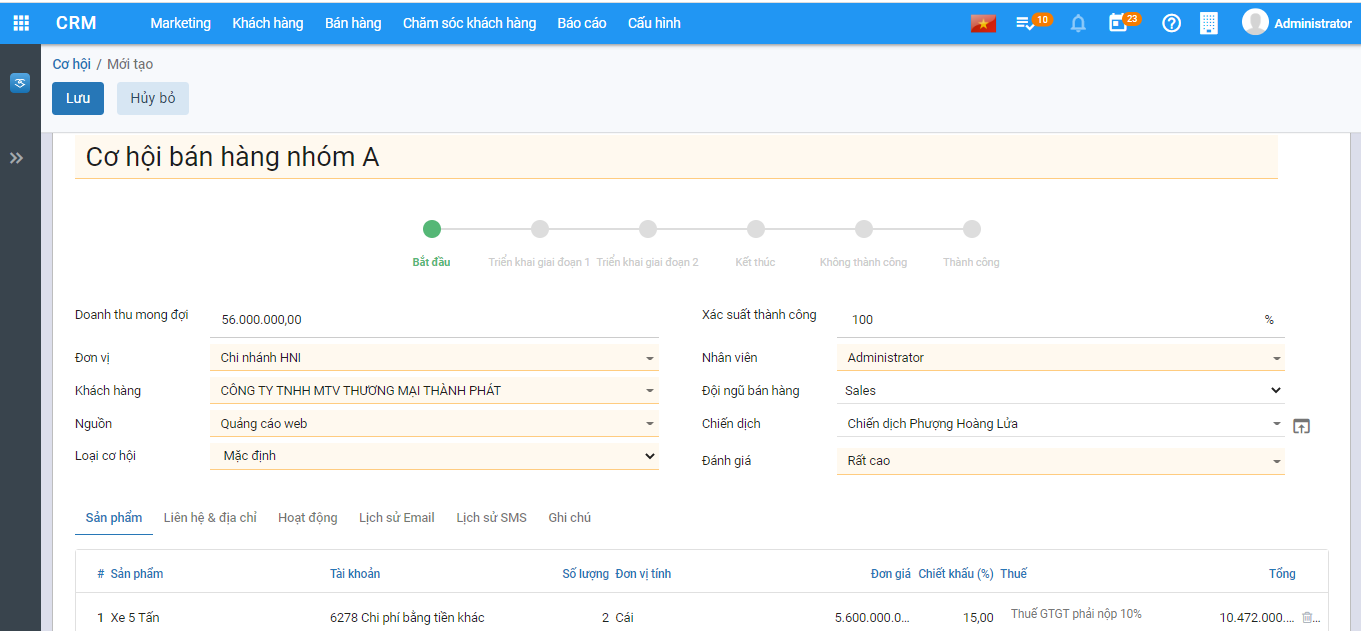 CRM Marketing Khách hàng Bán hàng Chăm sóc khách hàng Báo cáo Cấu hình 10 23 Administrator
Cơ hội / Mới tạo
Lưu Hủy bỏ
Cơ hội bán hàng nhóm A
Bắt đầu Triển khai giai đoạn 1 Triển khai giai đoạn 2 Kết thúc Không thành công Thành công
Doanh thu mong đợi 56.000.000,00 Xác suất thành công 100 %
Đơn vị Chi nhánh HNI Nhân viên Administrator
Khách hàng CÔNG TY TNHH MTV THƯƠNG MẠI THÀNH PHÁT Đội ngũ bán hàng Sales
Nguồn Quảng cáo web Chiến dịch Chiến dịch Phượng Hoàng Lửa
Loại cơ hội Mặc định Đánh giá Rất cao
Sản phẩm Liên hệ & địa chỉ Hoạt động Lịch sử Email Lịch sử SMS Ghi chú
# Sản phẩm Tài khoản Số lượng Đơn vị tính Đơn giá Chiết khấu (%) Thuế Tổng
1 Xe 5 Tấn 6278 Chi phí bằng tiền khác 2 Cái 5.600.000.0... 15,00 Thuế GTGT phải nộp 10% 10.472.000.... ...